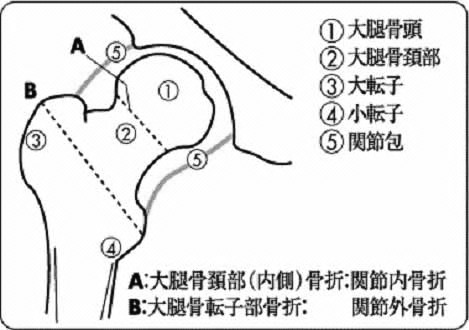 A
B
⑤
①
②
③
⑤
④
①大腿骨頭
②大腿骨頚部
③大転子
④小転子
⑤関節包
A:大腿骨頚部(内側)骨折:関節内骨折
B:大腿骨転子部骨折: 関節外骨折